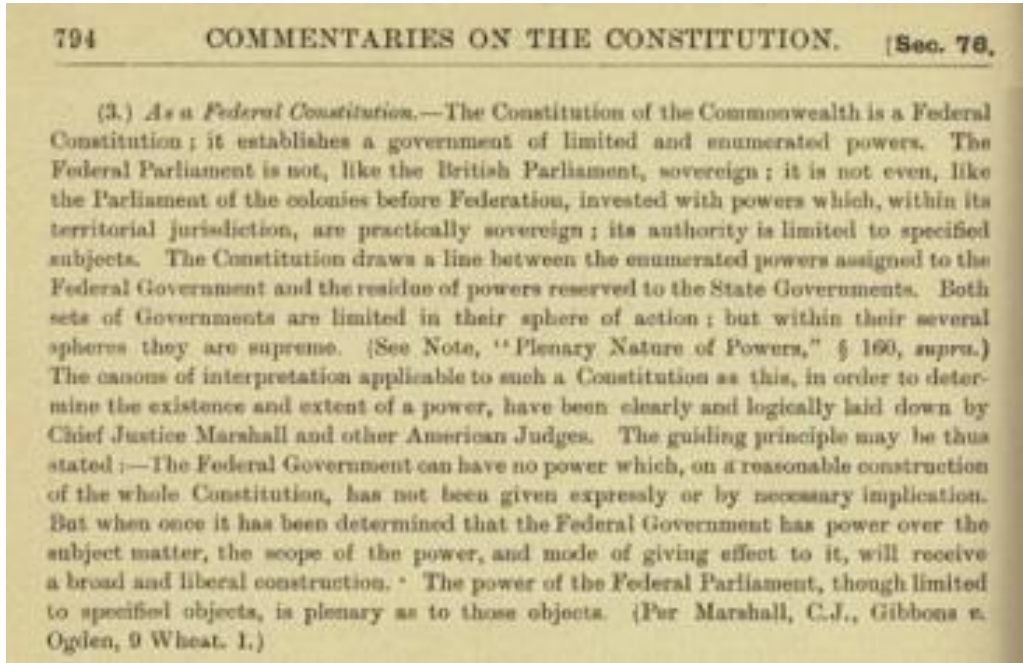 794 COMMENTARIES ON THE CONSTITUTION. [Sec. 76.
(3.) As a Federal Constitution.—The Constitution of the Commonwealth is a Federal
Constitution ; it establishes a government of limited and enumerated powers. The
Federal Parliament is not, like the British Parliament, sovereign ; it is not even, like
the Parliament of the colonies before Federation, invested with powers which, within its
territorial jurisdiction, are practically sovereign ; its authority is limited to specified
subjects. The Constitution draws a line between the enumerated powers assigned to the
Federal Government and the residue of powers reserved to the State Governments. Both
sets of Governments are limited in their sphere of action ; but within their several
spheres they are supreme. (See Note, "Plenary Nature of Powers," § 160, supra.)
The canons of interpretation applicable to such a Constitution as this, in order to deter-
mine the existence and extent of a power, have been clearly and logically laid down by
Chief Justice Marshall and other American Judges. The guiding principle may be thus
stated :—The Federal Government can have no power which, on a reasonable construction
of the whole Constitution, has not been given expressly or by necessary implication.
But when once it has been determined that the Federal Government has power over the
subject matter, the scope of the power, and mode of giving effect to it, will receive
a broad and liberal construction. The power of the Federal Parliament, though limited
to specified objects, is plenary as to those objects. (Per Marshall, C.J., Gibbons v.
Ogden, 9 Wheat. 1.)